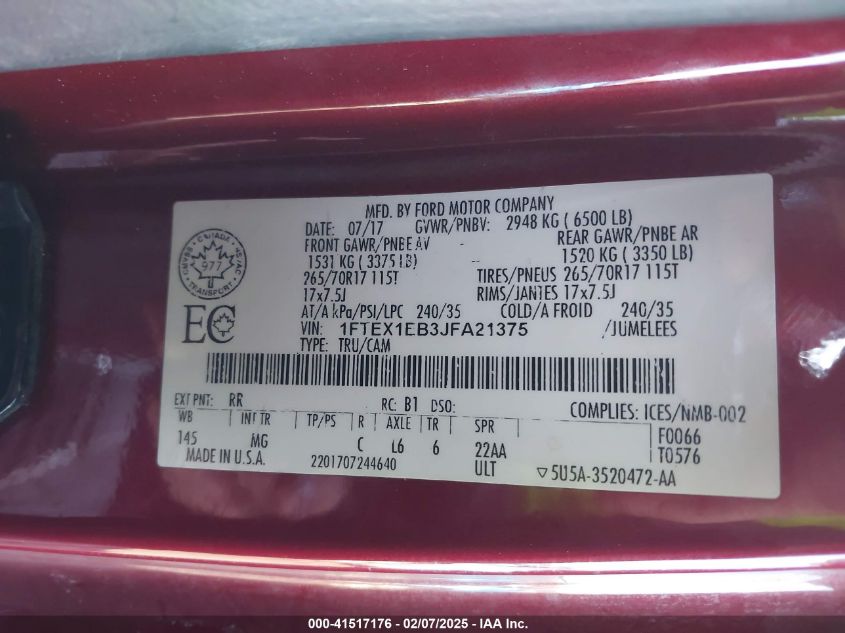 MFD. BY FORD MOTOR COMPANY
DATE: 07/17 GVWR/PNBV: 2948 KG ( 6500 LB)
FRONT GAWR/PNBE AV REAR GAWR/PNBE AR
1531 KG ( 3375 LB) 1520 KG ( 3350 LB)
265/70R17 115T TIRES/PNEUS 265/70R17 115T
17x7.5J RIMS/JANTES 17x7.5J
AT/A kPa/PSI/LPC 240/35 COLD/A FROID 240/35
VIN: 1FTEX1EB3JFA21375 /JUMELEES
TYPE: TRU/CAM
CANADA
977
TRANSPORT
EC
EXT PNT: RR RC: B1 DSO: COMPLIES: ICES/NMB-002
WB INT TR TP/PS R AXLE TR SPR F0066
145 MG C L6 6 22AA T0576
MADE IN U.S.A. 2201707244640 ULT ▽5U5A-3520472-AA
000-41517176 - 02/07/2025 - IAA Inc.